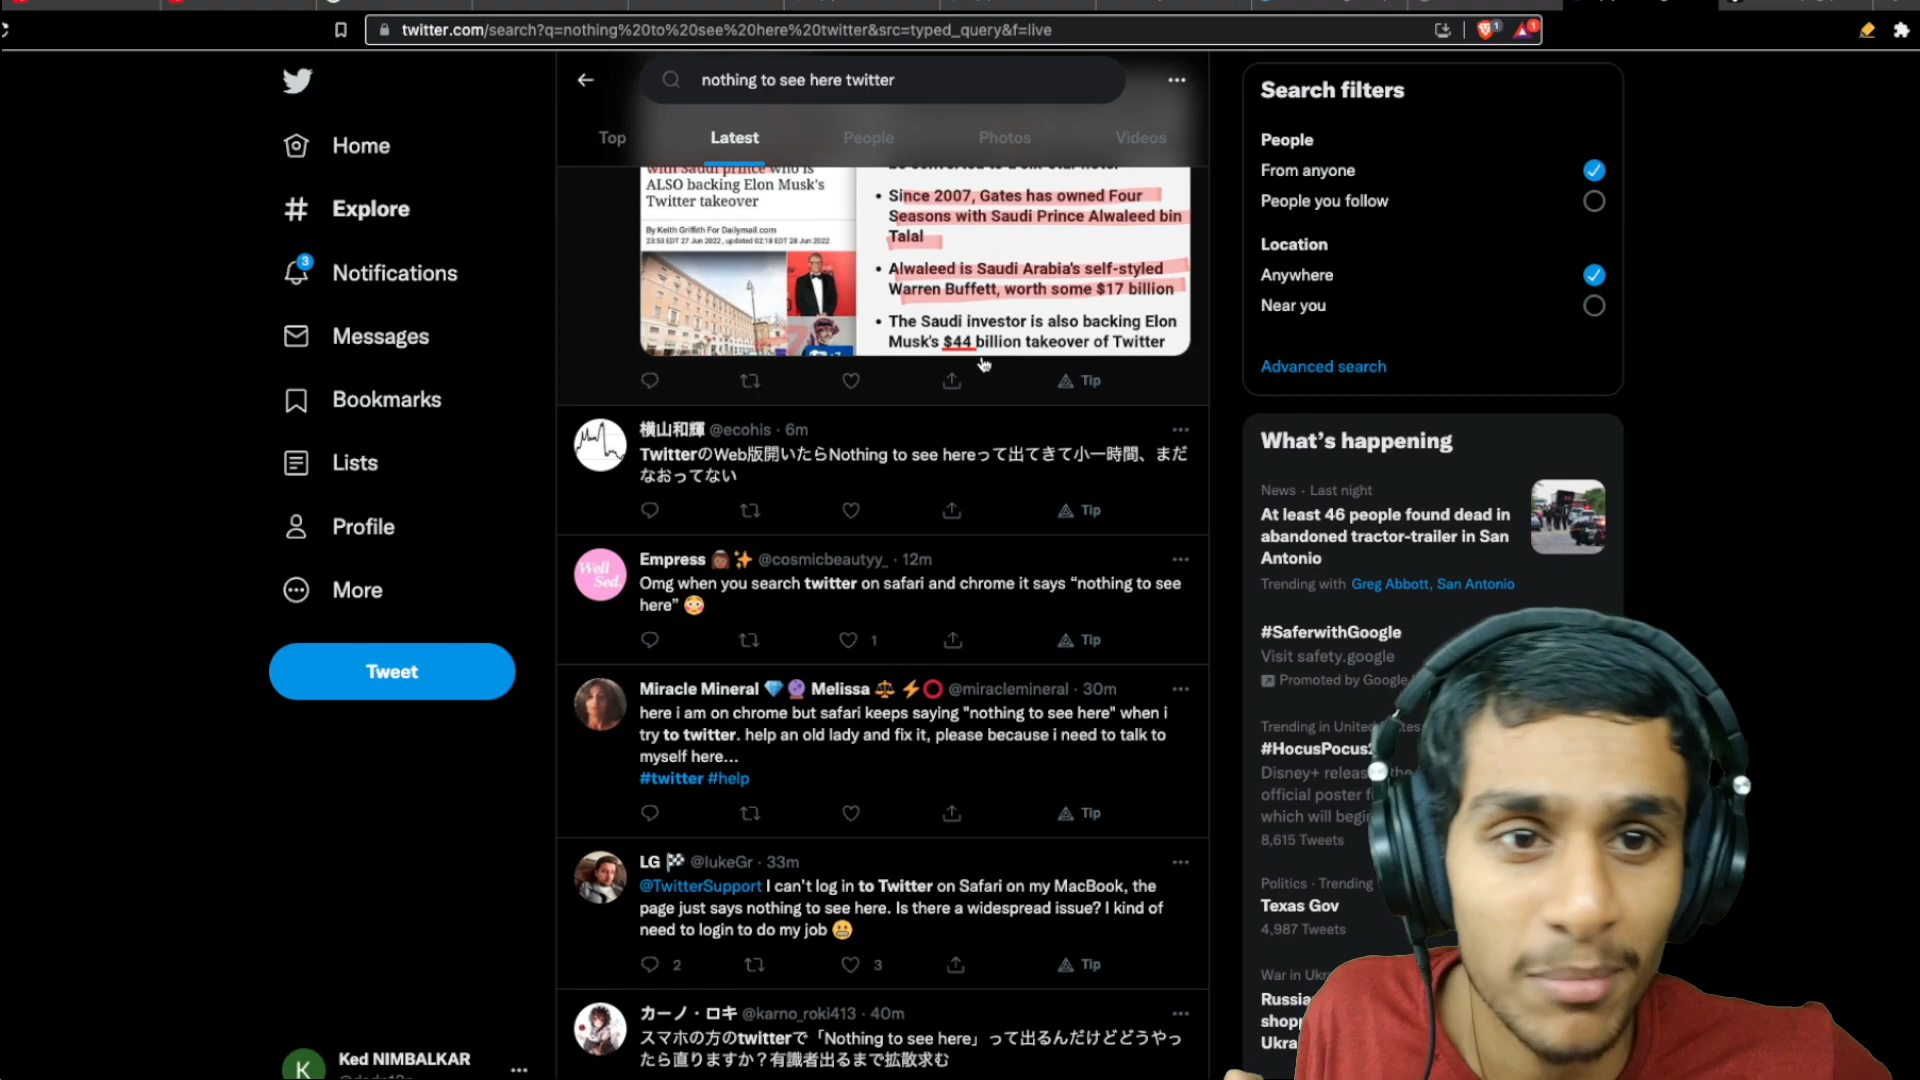 twitter.com/search?q=nothing%20to%20see%20here%20twitter&src=typed_query&f=live
1
1
nothing to see here twitter
Top
Latest
People
Photos
Videos
Home
Explore
3
Notifications
Messages
Bookmarks
Lists
Profile
More
Tweet
Ked NIMBALKAR
K
with Saudi prince who is
ALSO backing Elon Musk's
Twitter takeover
By Keith Griffith For Dailymail.com
23:53 EDT 27 Jun 2022, updated 02:18 EDT 28 Jun 2022
• Since 2007, Gates has owned Four
Seasons with Saudi Prince Alwaleed bin
Talal
• Alwaleed is Saudi Arabia's self-styled
Warren Buffett, worth some $17 billion
• The Saudi investor is also backing Elon
Musk's $44 billion takeover of Twitter
Tip
横山和輝 @ecohis · 6m
TwitterのWeb版開いたらNothing to see hereって出てきて小一時間、まだ
なおってない
Tip
Well
Sed.
Empress @cosmicbeautyy_ · 12m
Omg when you search twitter on safari and chrome it says “nothing to see
here” 😳
1
Tip
Miracle Mineral 💎🔮 Melissa ⚖️⚡⭕ @miraclemineral · 30m
here i am on chrome but safari keeps saying "nothing to see here" when i
try to twitter. help an old lady and fix it, please because i need to talk to
myself here...
#twitter #help
Tip
LG 🏁 @lukeGr · 33m
@TwitterSupport I can’t log in to Twitter on Safari on my MacBook, the
page just says nothing to see here. Is there a widespread issue? I kind of
need to login to do my job 😬
2
3
Tip
カーノ・ロキ @karno_roki413 · 40m
スマホの方のtwitterで「Nothing to see here」って出るんだけどどうやっ
たら直りますか？有識者出るまで拡散求む
Search filters
People
From anyone
People you follow
Location
Anywhere
Near you
Advanced search
What’s happening
News · Last night
At least 46 people found dead in
abandoned tractor-trailer in San
Antonio
Trending with Greg Abbott, San Antonio
#SaferwithGoogle
Visit safety.google
Promoted by Google
Trending in United
#HocusPocus
Disney+ releas the
official poster f
which will begin
8,615 Tweets
Politics · Trending
Texas Gov
4,987 Tweets
War in Ukr
Russia
shopp
Ukra